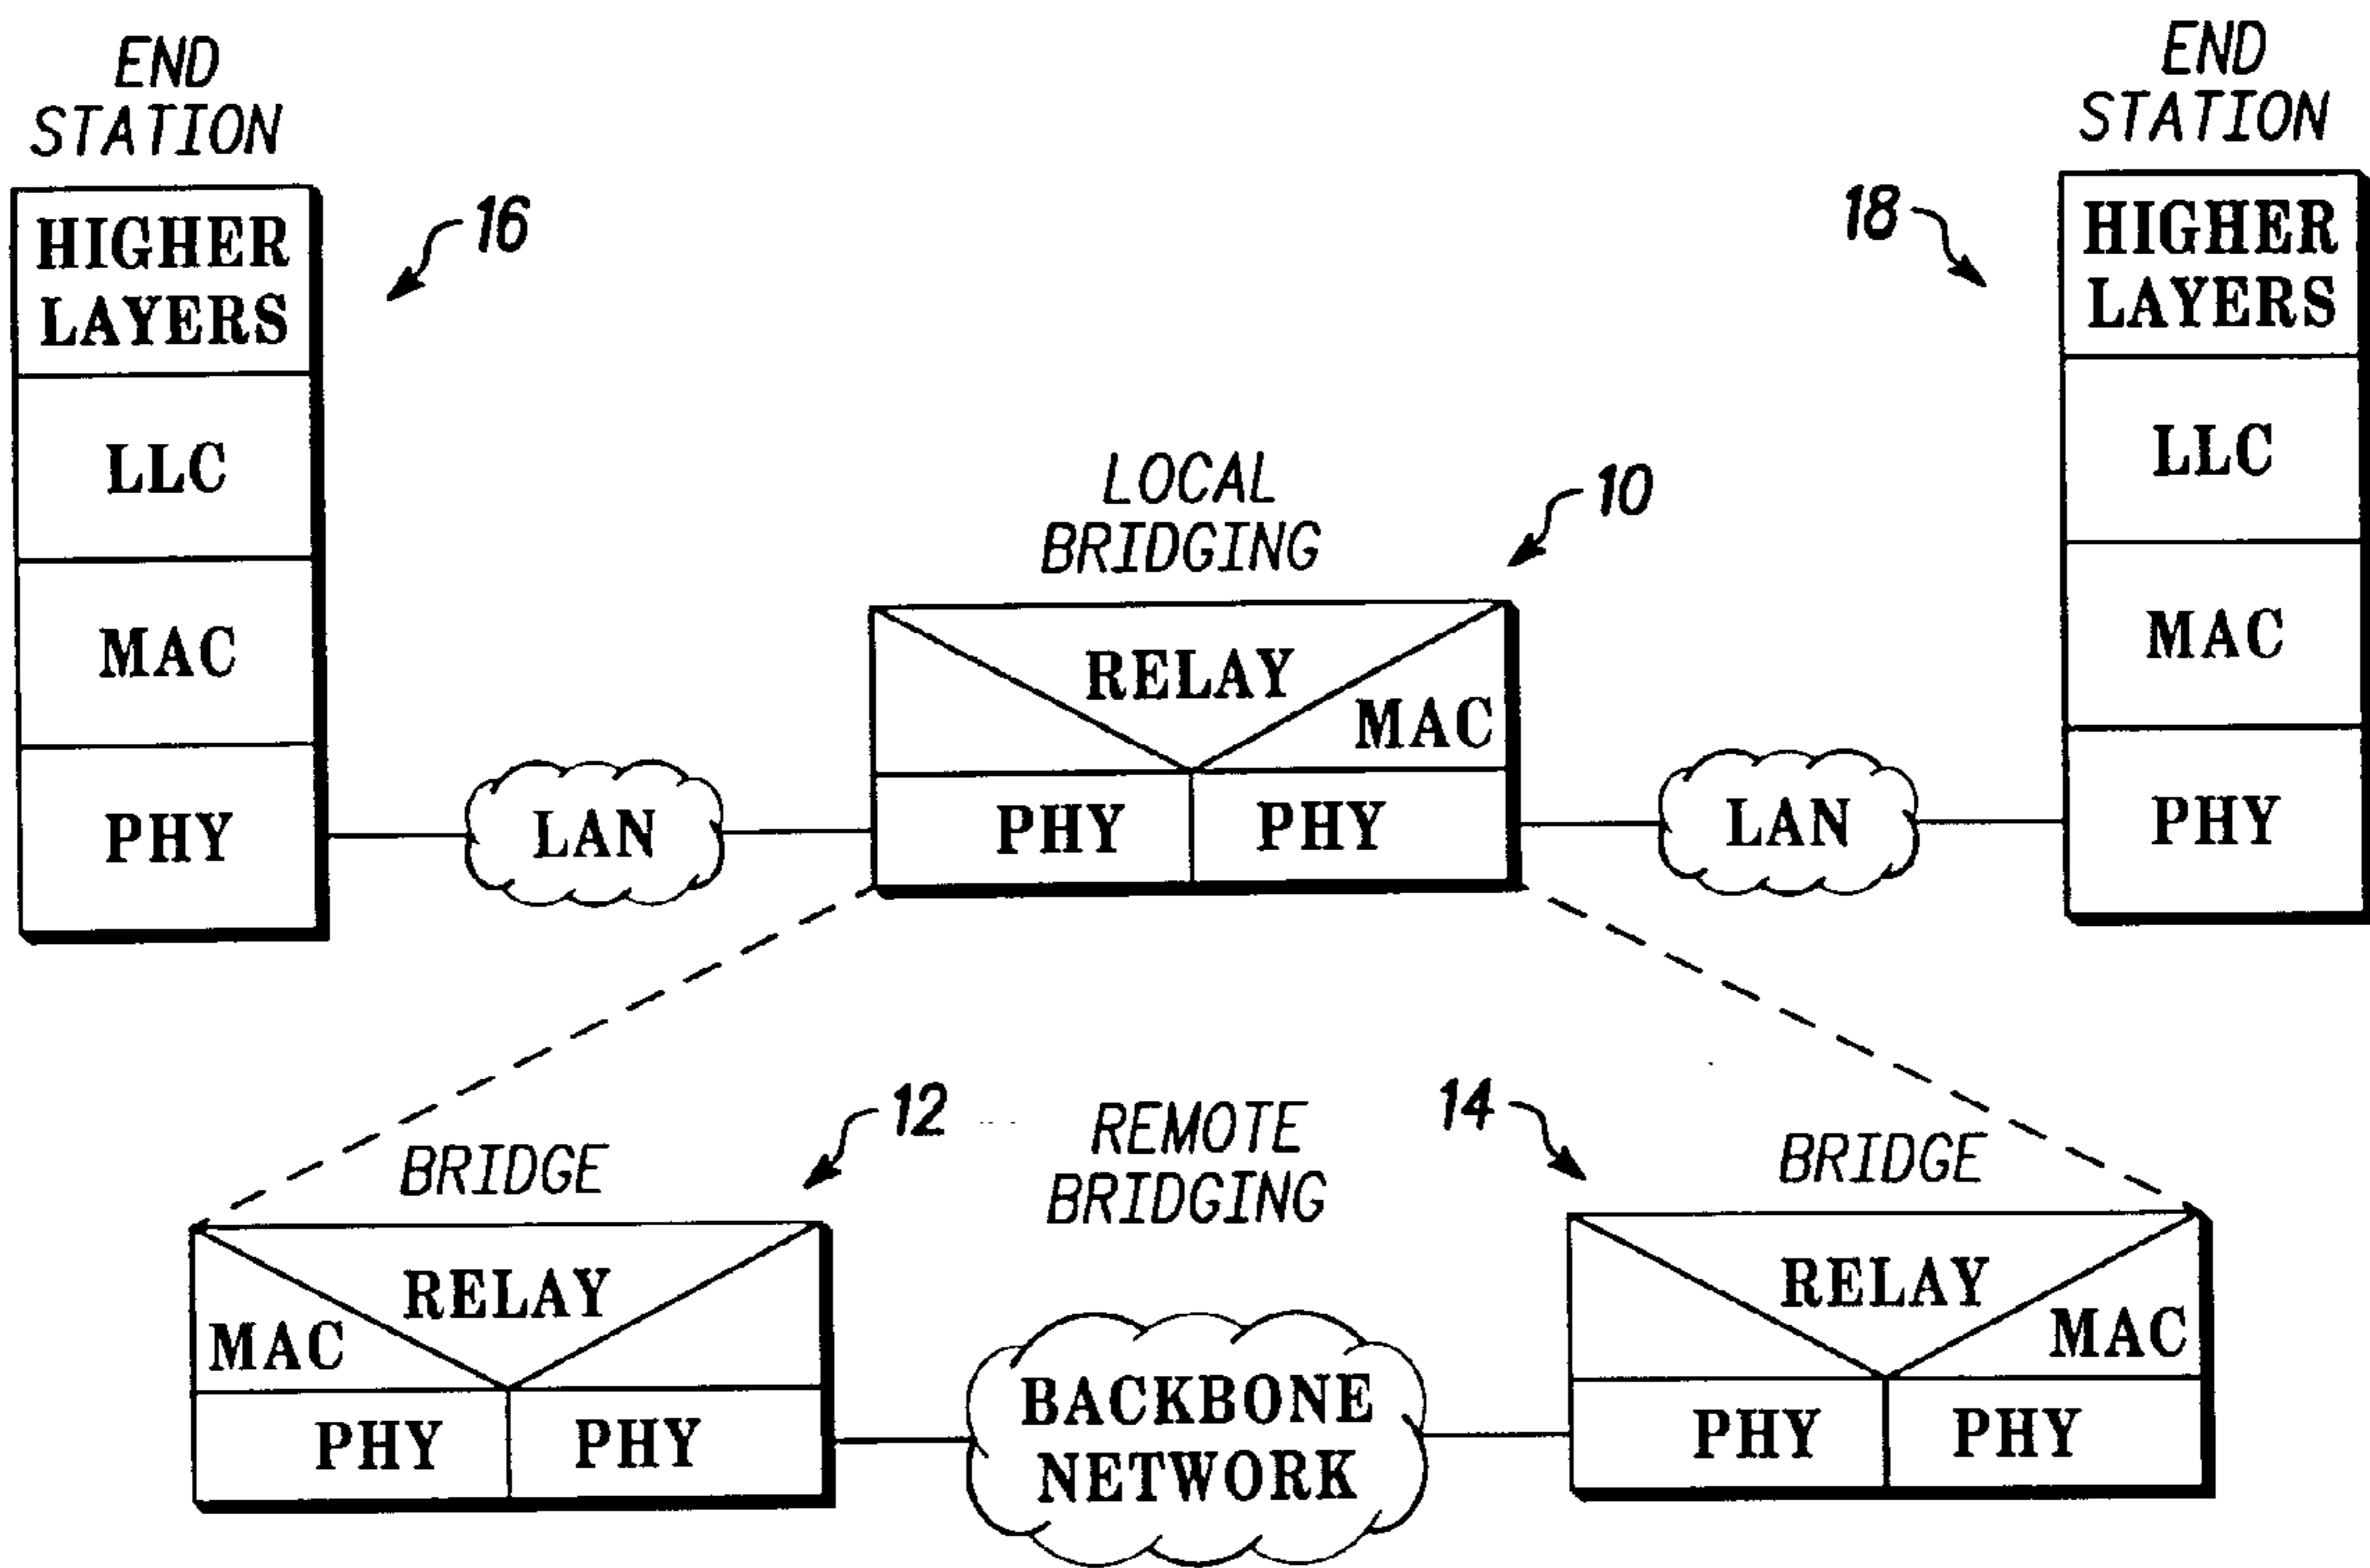 END
STATION
END
STATION
16
18
HIGHER
LAYERS
LLC
MAC
PHY
HIGHER
LAYERS
LLC
MAC
PHY
LOCAL
BRIDGING
10
RELAY
MAC
PHY PHY
LAN
LAN
BRIDGE
12
REMOTE
BRIDGING
14
BRIDGE
RELAY
MAC
PHY PHY
BACKBONE
NETWORK
RELAY
MAC
PHY PHY